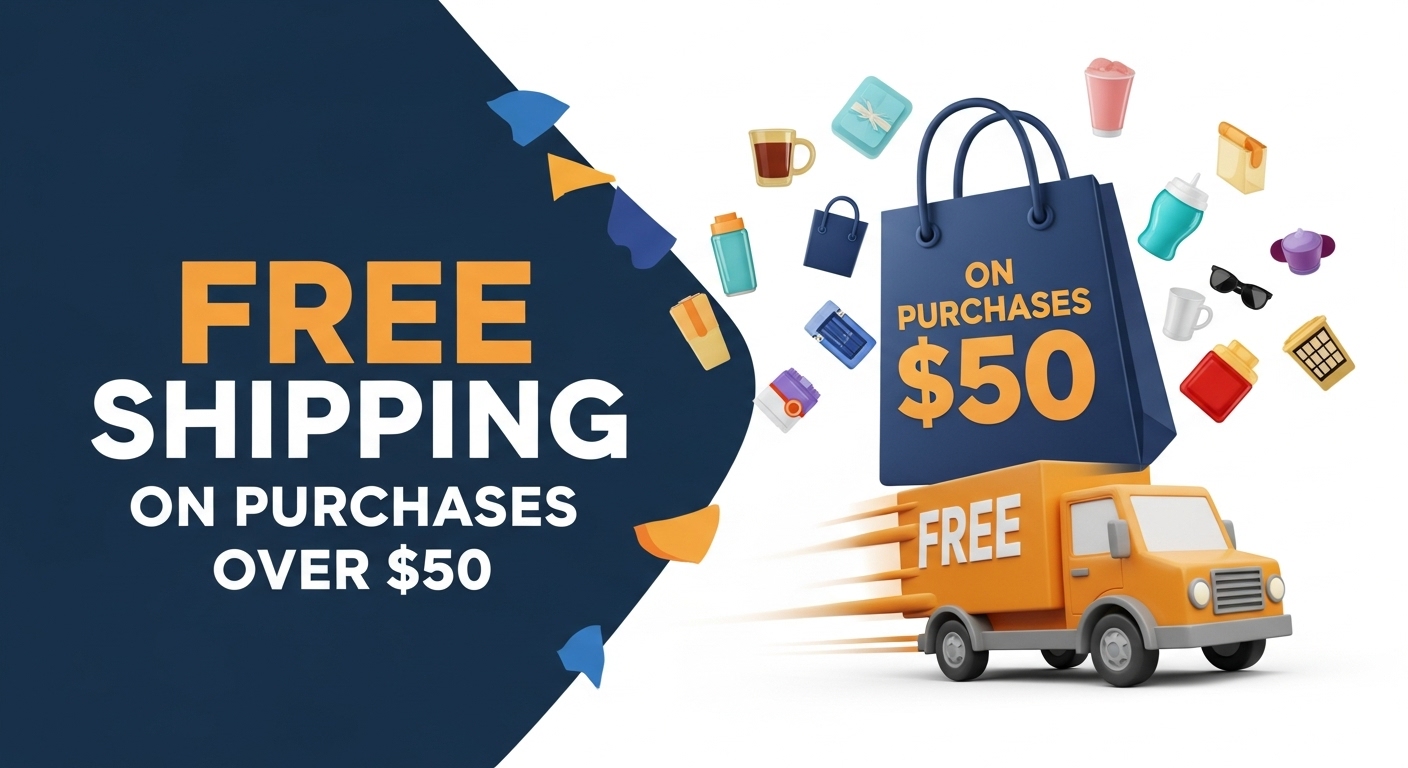 FREE
SHIPPING
ON PURCHASES
OVER $50
ON
PURCHASES
$50
FREE